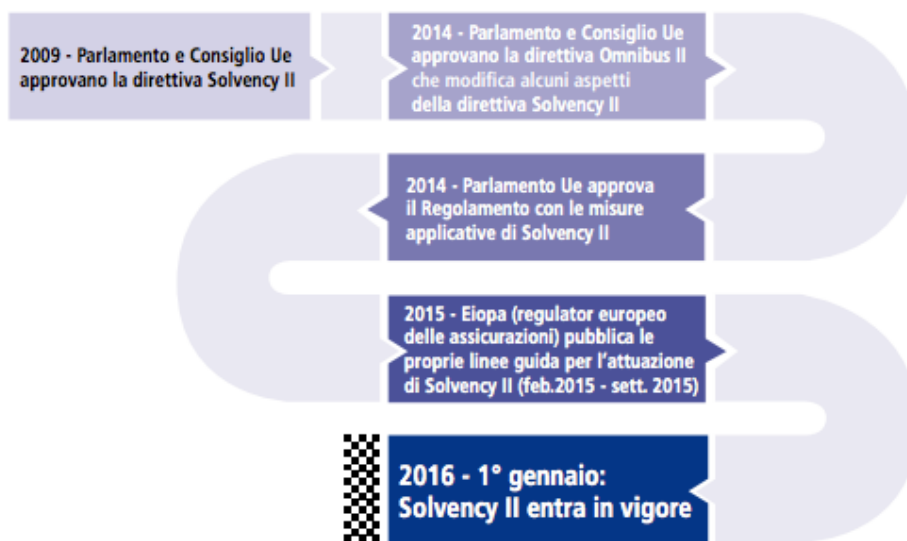 2009 - Parlamento e Consiglio Ue
approvano la direttiva Solvency II
2014 - Parlamento e Consiglio Ue
approvano la direttiva Omnibus II
che modifica alcuni aspetti
della direttiva Solvency II
2014 - Parlamento Ue approva
il Regolamento con le misure
applicative di Solvency II
2015 - Eiopa (regulator europeo
delle assicurazioni) pubblica le
proprie linee guida per l'attuazione
di Solvency II (feb.2015 - sett. 2015)
2016 - 1° gennaio:
Solvency II entra in vigore